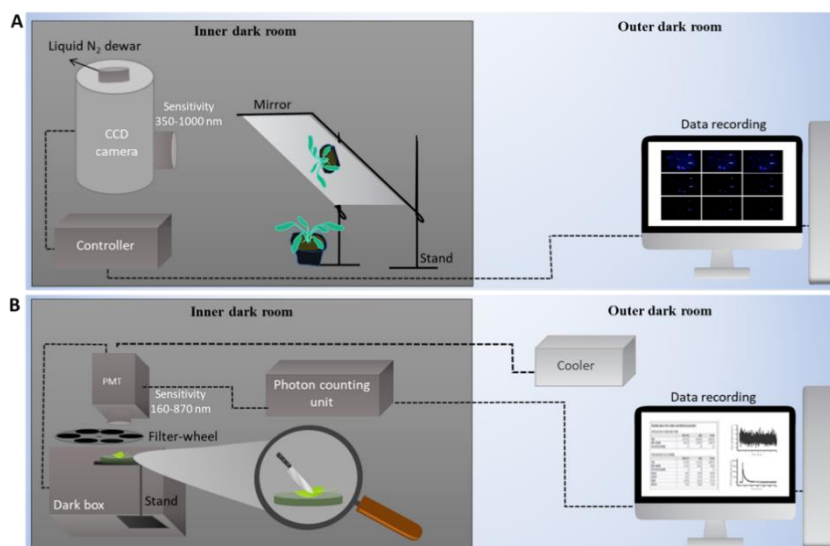 A
Inner dark room
Outer dark room
Liquid N₂ dewar
Sensitivity
350-1000 nm
Mirror
CCD
camera
Data recording
Controller
Stand
B
Inner dark room
Outer dark room
PMT
Sensitivity
160-870 nm
Photon counting
unit
Cooler
Data recording
Filter-wheel
Dark box
Stand